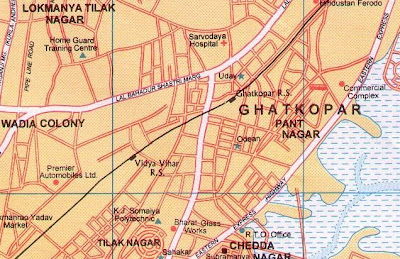 LOKMANYA TILAK
NAGAR
Hindustan Ferodo
Sarvodaya
Hospital
Home Guard
Training Centre
PIPE LINE ROAD
Uday
LAL BAHADUR SHASTRI MARG
Ghatkopar R.S.
EASTERN
Commercial
Complex
GHATKOPAR
PANT
NAGAR
WADIA COLONY
Odean
Vidya Vihar
R.S.
Premier
Automobiles Ltd.
HIGHWAY
EXPRESS
EASTERN
K.J. Somaiya
Polytechnic
Bharat Glass
Works
R.T.O. Office
Market
TILAK NAGAR
Sahakar
CHEDDA
NAGAR